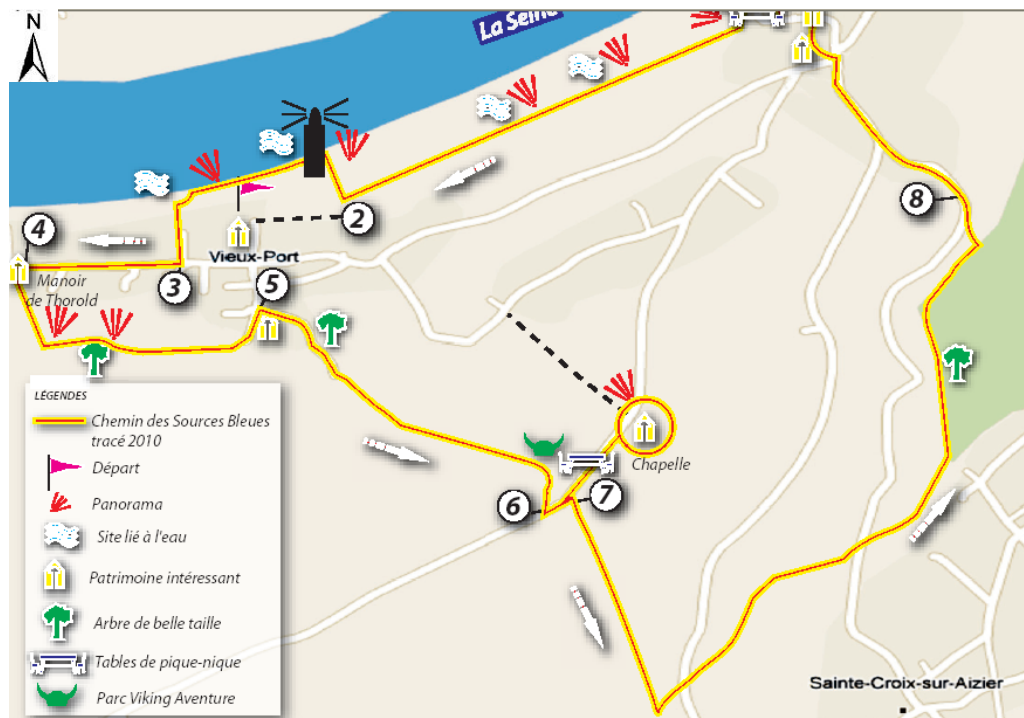 N
La Seine
8
2
4
Vieux-Port
3
Manoir
de Thorold
5
LÉGENDES
Chemin des Sources Bleues
tracé 2010
Départ
Panorama
Site lié à l'eau
Patrimoine intéressant
Arbre de belle taille
Tables de pique-nique
Parc Viking Aventure
Chapelle
6
7
Sainte-Croix-sur-Aizier